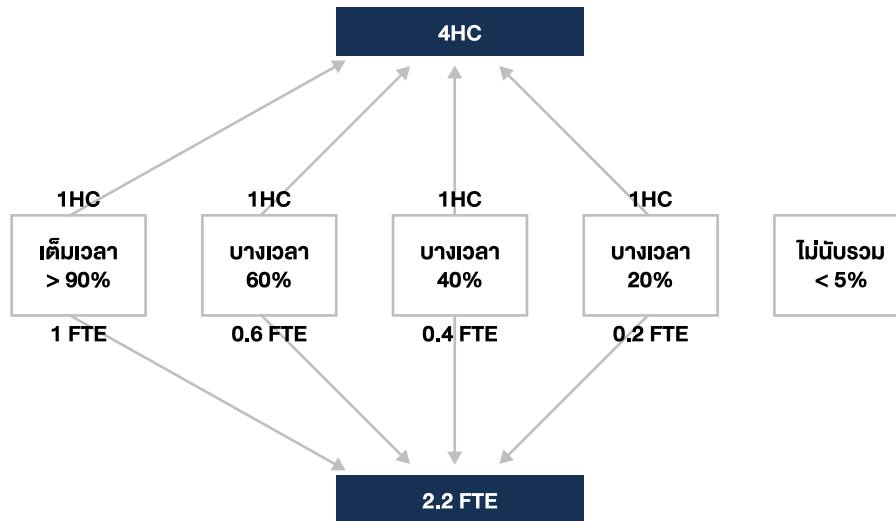 4HC
1HC
1HC
1HC
1HC
เต็มเวลา
> 90%
บางเวลา
60%
บางเวลา
40%
บางเวลา
20%
ไม่นับรวม
< 5%
1 FTE
0.6 FTE
0.4 FTE
0.2 FTE
2.2 FTE